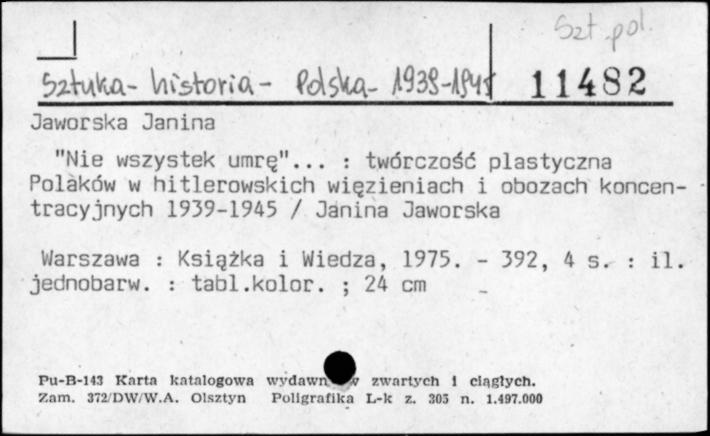 Szt. pol.
Sztuka - historia - Polska - 1939-1945
11482
Jaworska Janina
"Nie wszystek umrę"... : twórczość plastyczna
Polaków w hitlerowskich więzieniach i obozach koncen-
tracyjnych 1939-1945 / Janina Jaworska
Warszawa : Książka i Wiedza, 1975. - 392, 4 s. : il.
jednobarw. : tabl.kolor. ; 24 cm
Pu-B-143 Karta katalogowa wydawn w zwartych i ciągłych.
Zam. 372/DW/W.A. Olsztyn Poligrafika L-k z. 305 n. 1.497.000